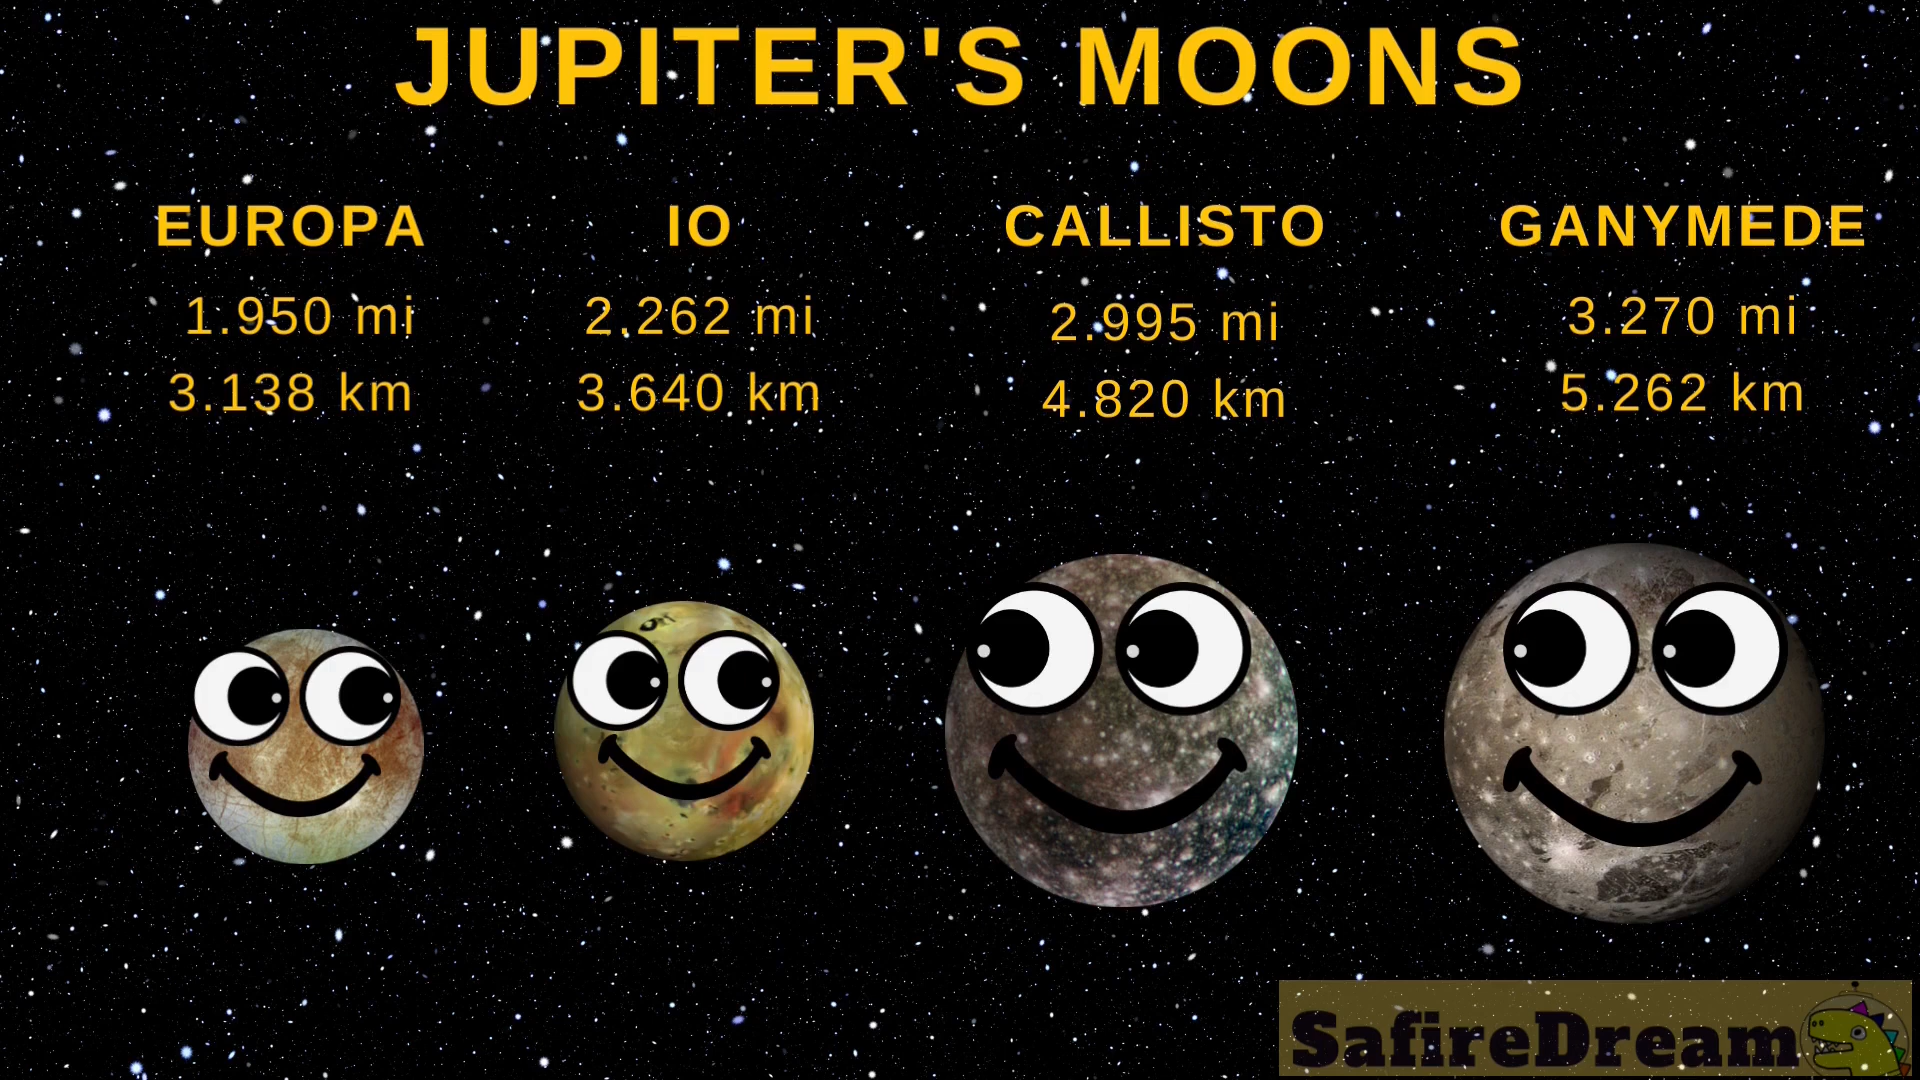 JUPITER'S MOONS
EUROPA
1.950 mi
3.138 km
IO
2.262 mi
3.640 km
CALLISTO
2.995 mi
4.820 km
GANYMEDE
3.270 mi
5.262 km
SafireDream